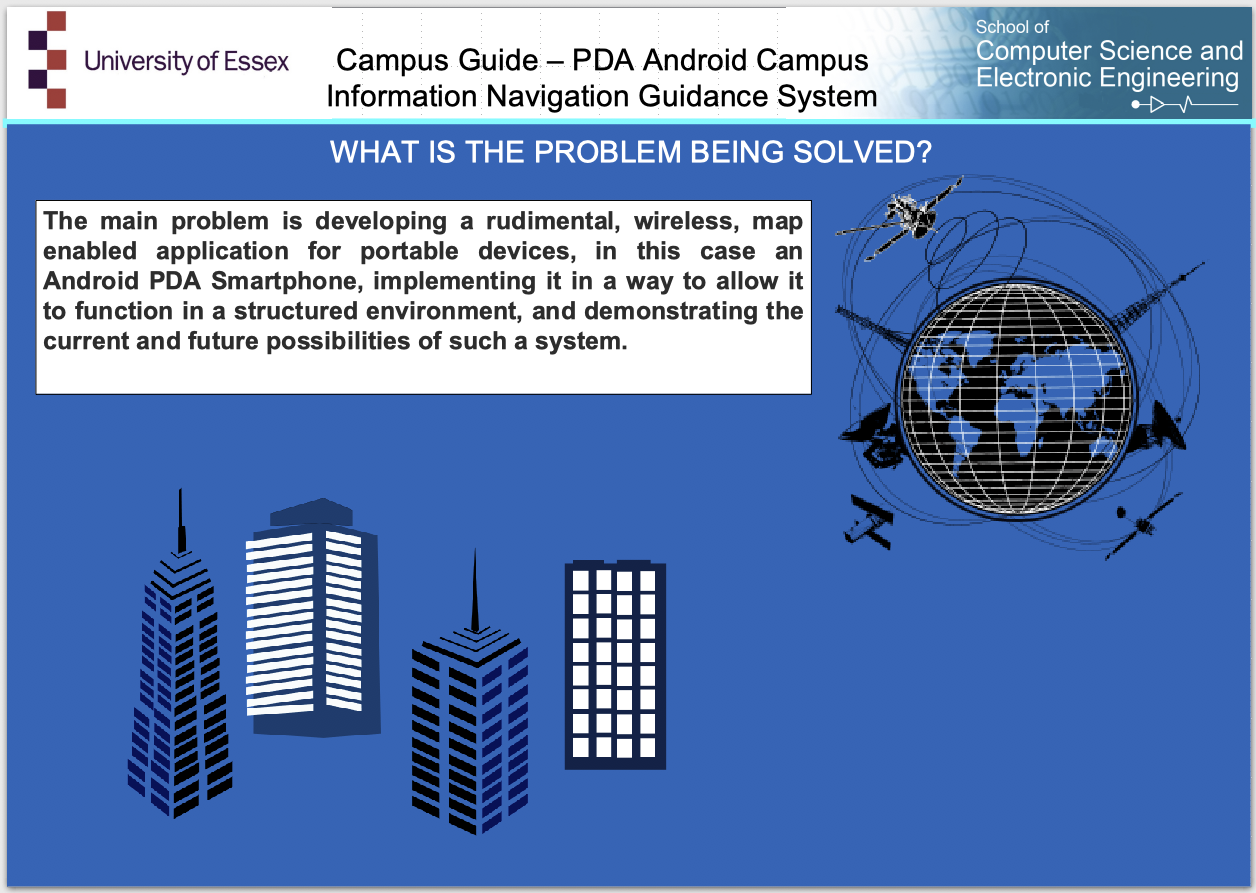 University of Essex
Campus Guide – PDA Android Campus
Information Navigation Guidance System
School of
Computer Science and
Electronic Engineering
WHAT IS THE PROBLEM BEING SOLVED?
The main problem is developing a rudimental, wireless, map
enabled application for portable devices, in this case an
Android PDA Smartphone, implementing it in a way to allow it
to function in a structured environment, and demonstrating the
current and future possibilities of such a system.